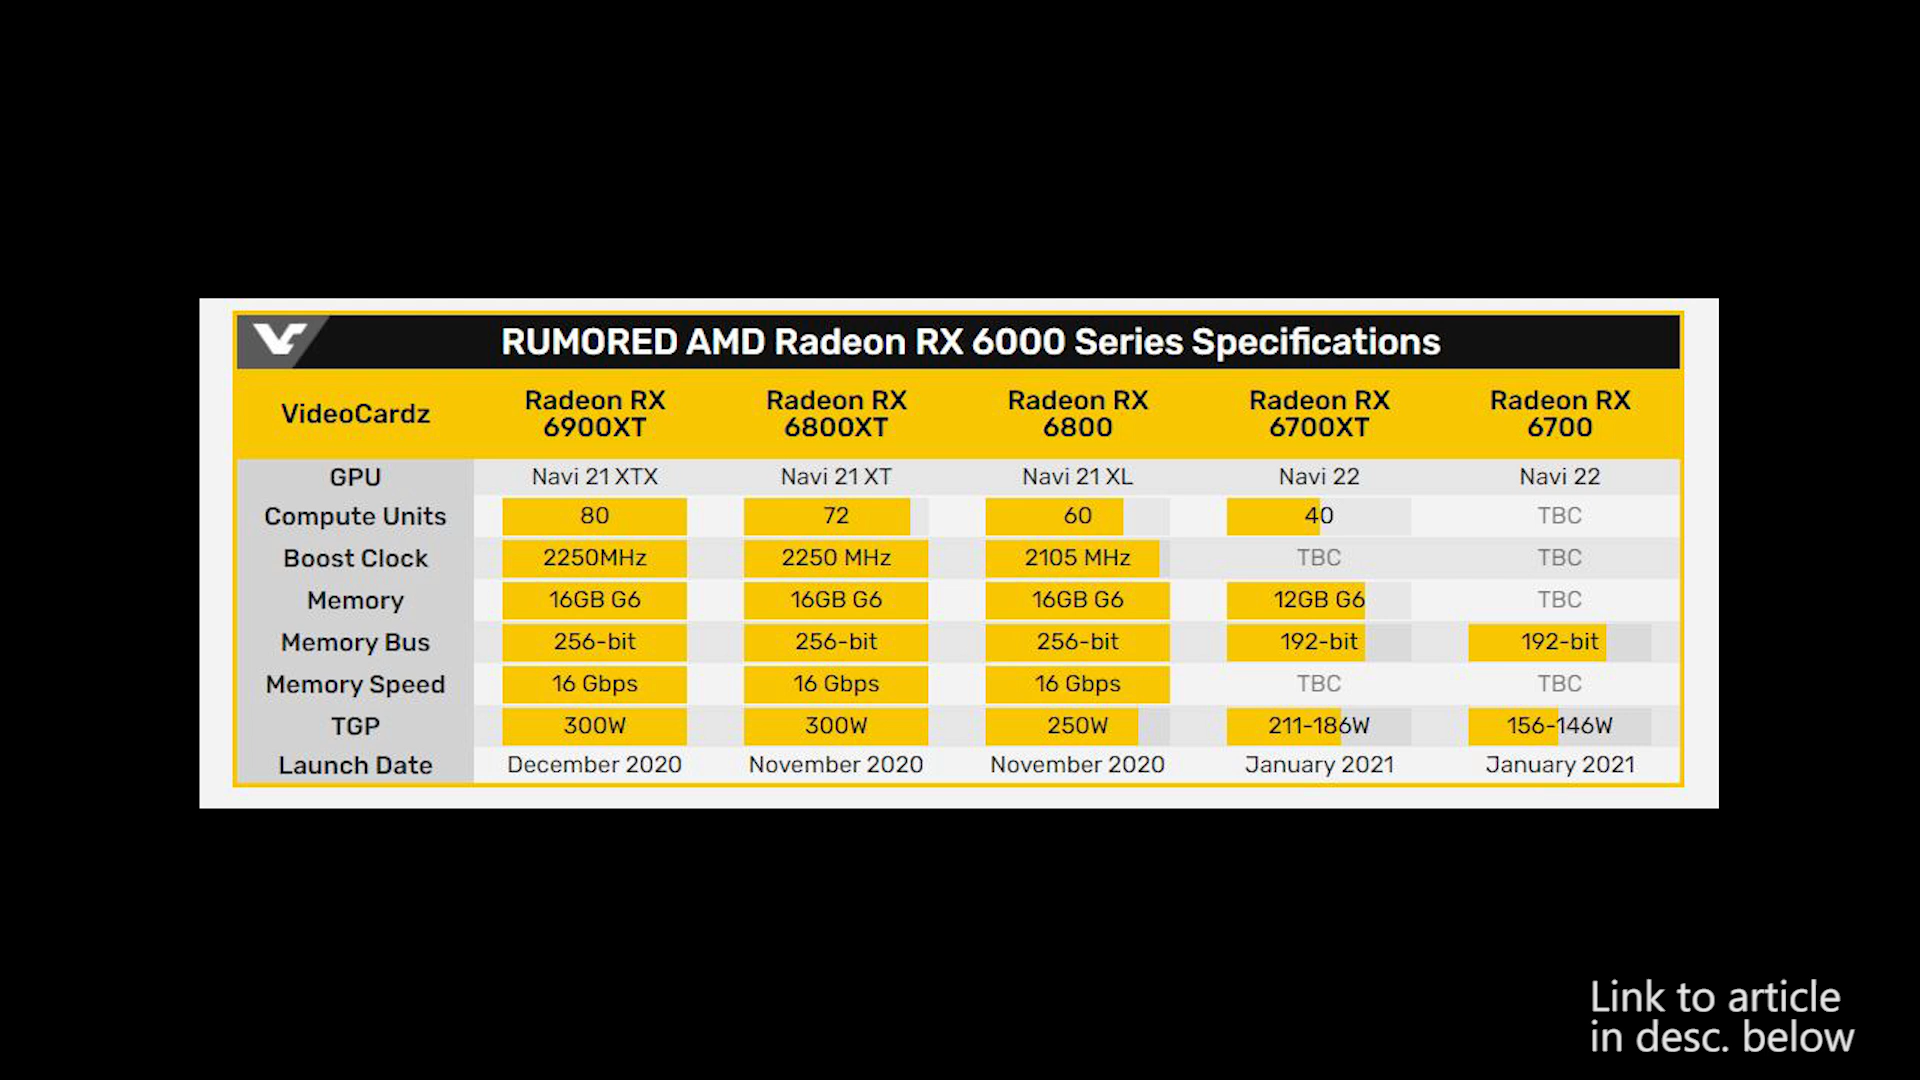 RUMORED AMD Radeon RX 6000 Series Specifications
VideoCardz Radeon RX 6900XT Radeon RX 6800XT Radeon RX 6800 Radeon RX 6700XT Radeon RX 6700
GPU Navi 21 XTX Navi 21 XT Navi 21 XL Navi 22 Navi 22
Compute Units 80 72 60 40 TBC
Boost Clock 2250MHz 2250 MHz 2105 MHz TBC TBC
Memory 16GB G6 16GB G6 16GB G6 12GB G6 TBC
Memory Bus 256-bit 256-bit 256-bit 192-bit 192-bit
Memory Speed 16 Gbps 16 Gbps 16 Gbps TBC TBC
TGP 300W 300W 250W 211-186W 156-146W
Launch Date December 2020 November 2020 November 2020 January 2021 January 2021
Link to article
in desc. below